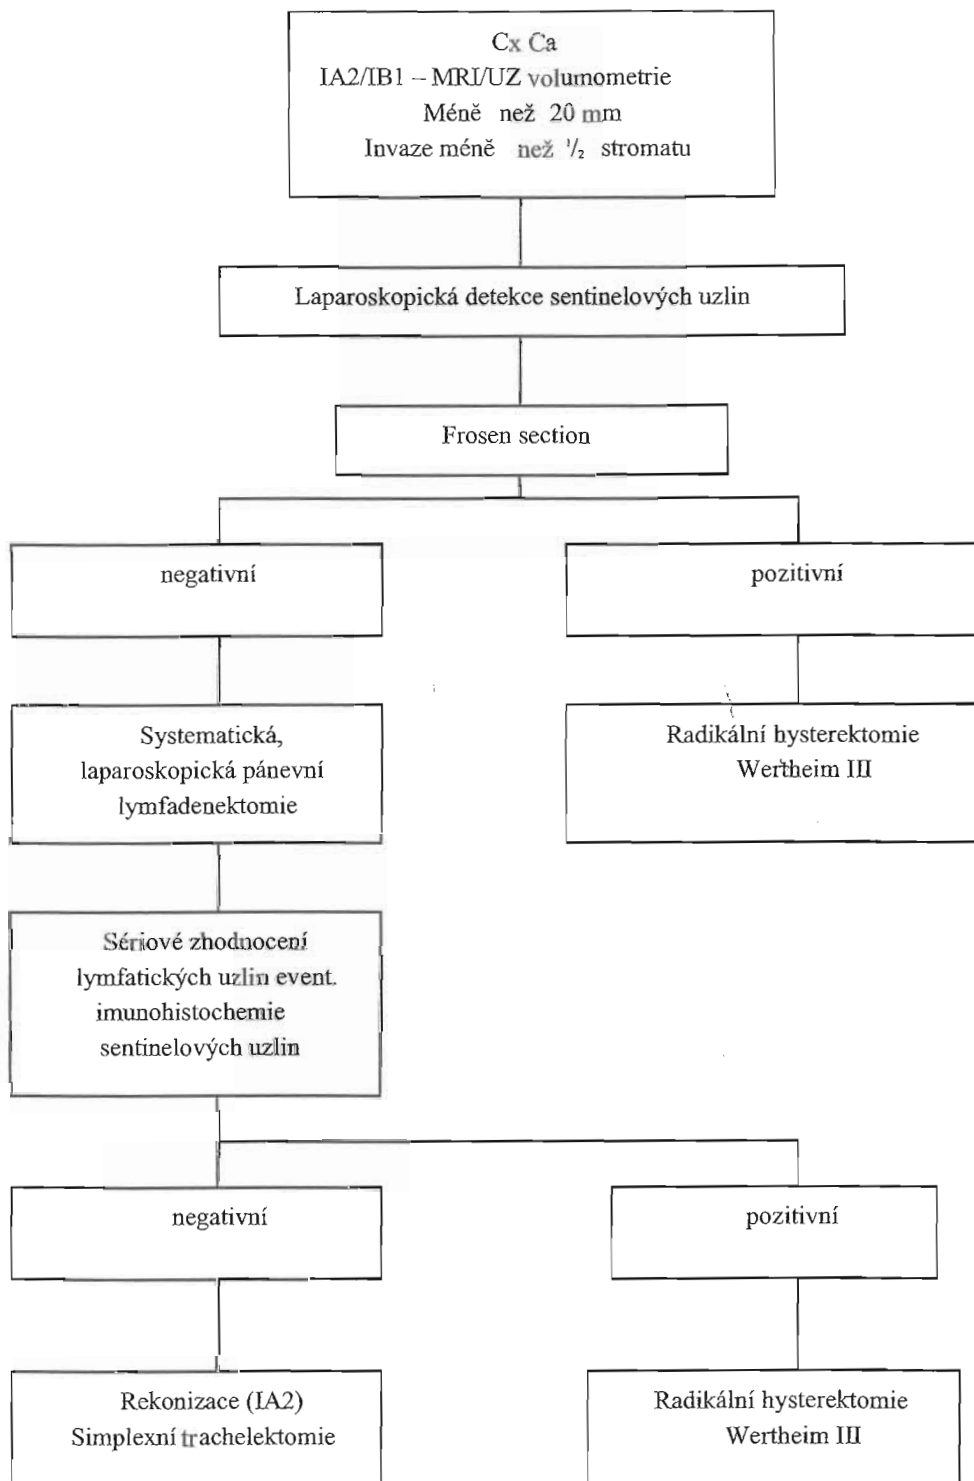 Cx Ca
IA2/IB1 – MRI/UZ volumometrie
Méně než 20 mm
Invaze méně než 1/2 stromatu
Laparoskopická detekce sentinelových uzlin
Frosen section
negativní
pozitivní
Systematická,
laparoskopická pánevní
lymfadenektomie
Radikální hysterektomie
Wertheim III
Sériové zhodnocení
lymfatických uzlin event.
imunohistochemie
sentinelových uzlin
negativní
pozitivní
Rekonizace (IA2)
Simplexní trachelektomie
Radikální hysterektomie
Wertheim III